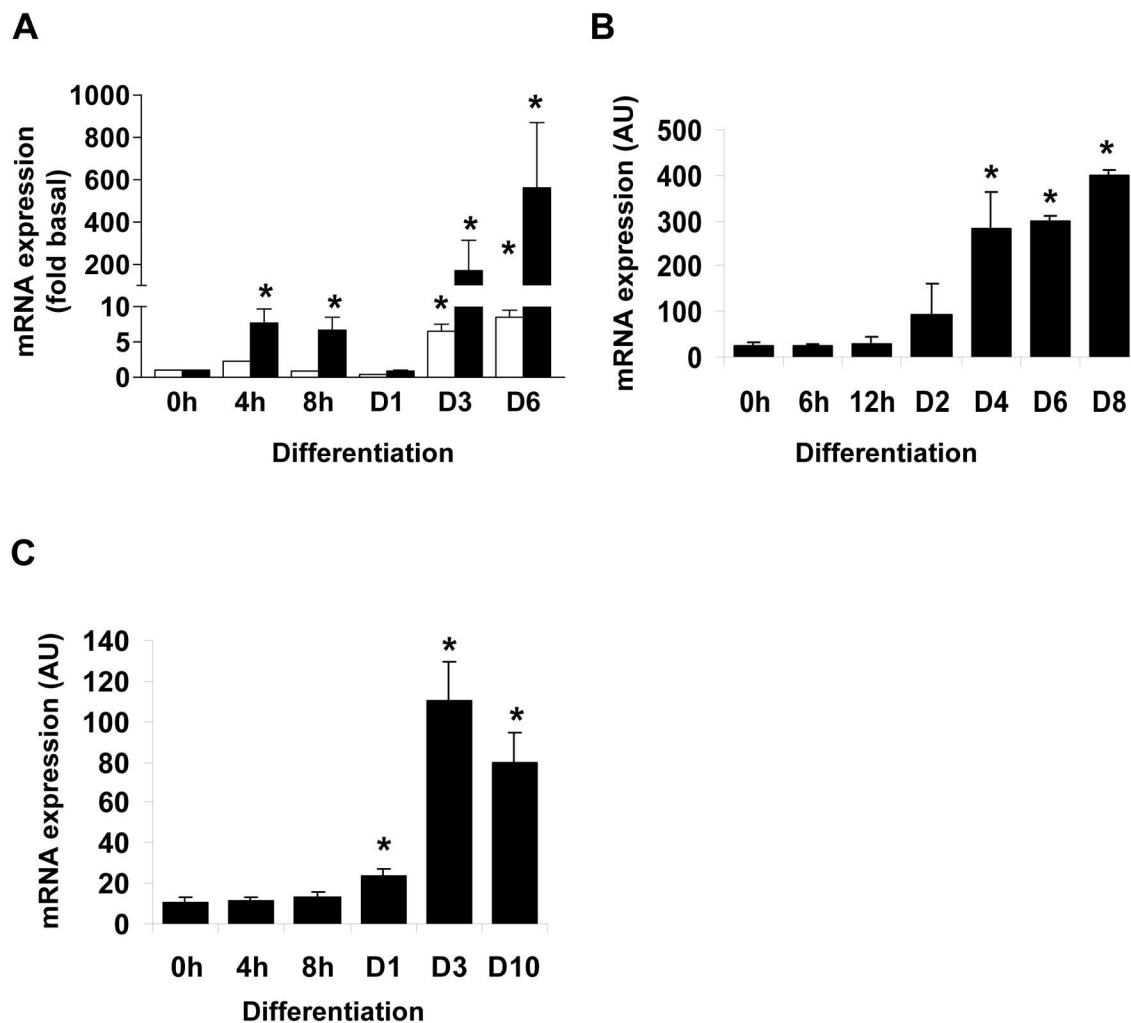 A
mRNA expression
(fold basal)
1000
800
600
400
200
10
5
0
*
*
*
*
*
*
0h 4h 8h D1 D3 D6
Differentiation
B
mRNA expression (AU)
500
400
300
200
100
0
*
*
*
0h 6h 12h D2 D4 D6 D8
Differentiation
C
mRNA expression (AU)
140
120
100
80
60
40
20
0
*
*
*
0h 4h 8h D1 D3 D10
Differentiation